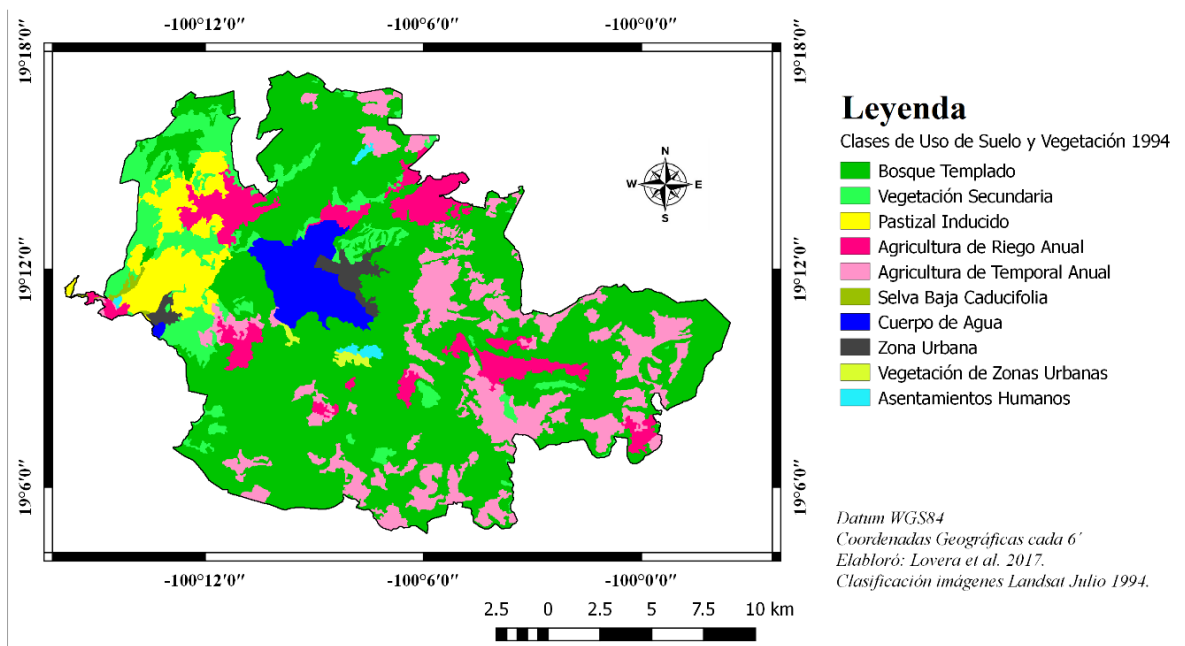 -100°12'0" -100°6'0" -100°0'0"
19°18'0" 19°18'0"
Leyenda
Clases de Uso de Suelo y Vegetación 1994
Bosque Templado
Vegetación Secundaria
Pastizal Inducido
Agricultura de Riego Anual
Agricultura de Temporal Anual
Selva Baja Caducifolia
Cuerpo de Agua
Zona Urbana
Vegetación de Zonas Urbanas
Asentamientos Humanos
N
W E
S
19°12'0" 19°12'0"
19°6'0" 19°6'0"
Datum WGS84
Coordenadas Geográficas cada 6´
Elabloró: Lovera et al. 2017.
Clasificación imágenes Landsat Julio 1994.
-100°12'0" -100°6'0" -100°0'0"
2.5 0 2.5 5 7.5 10 km